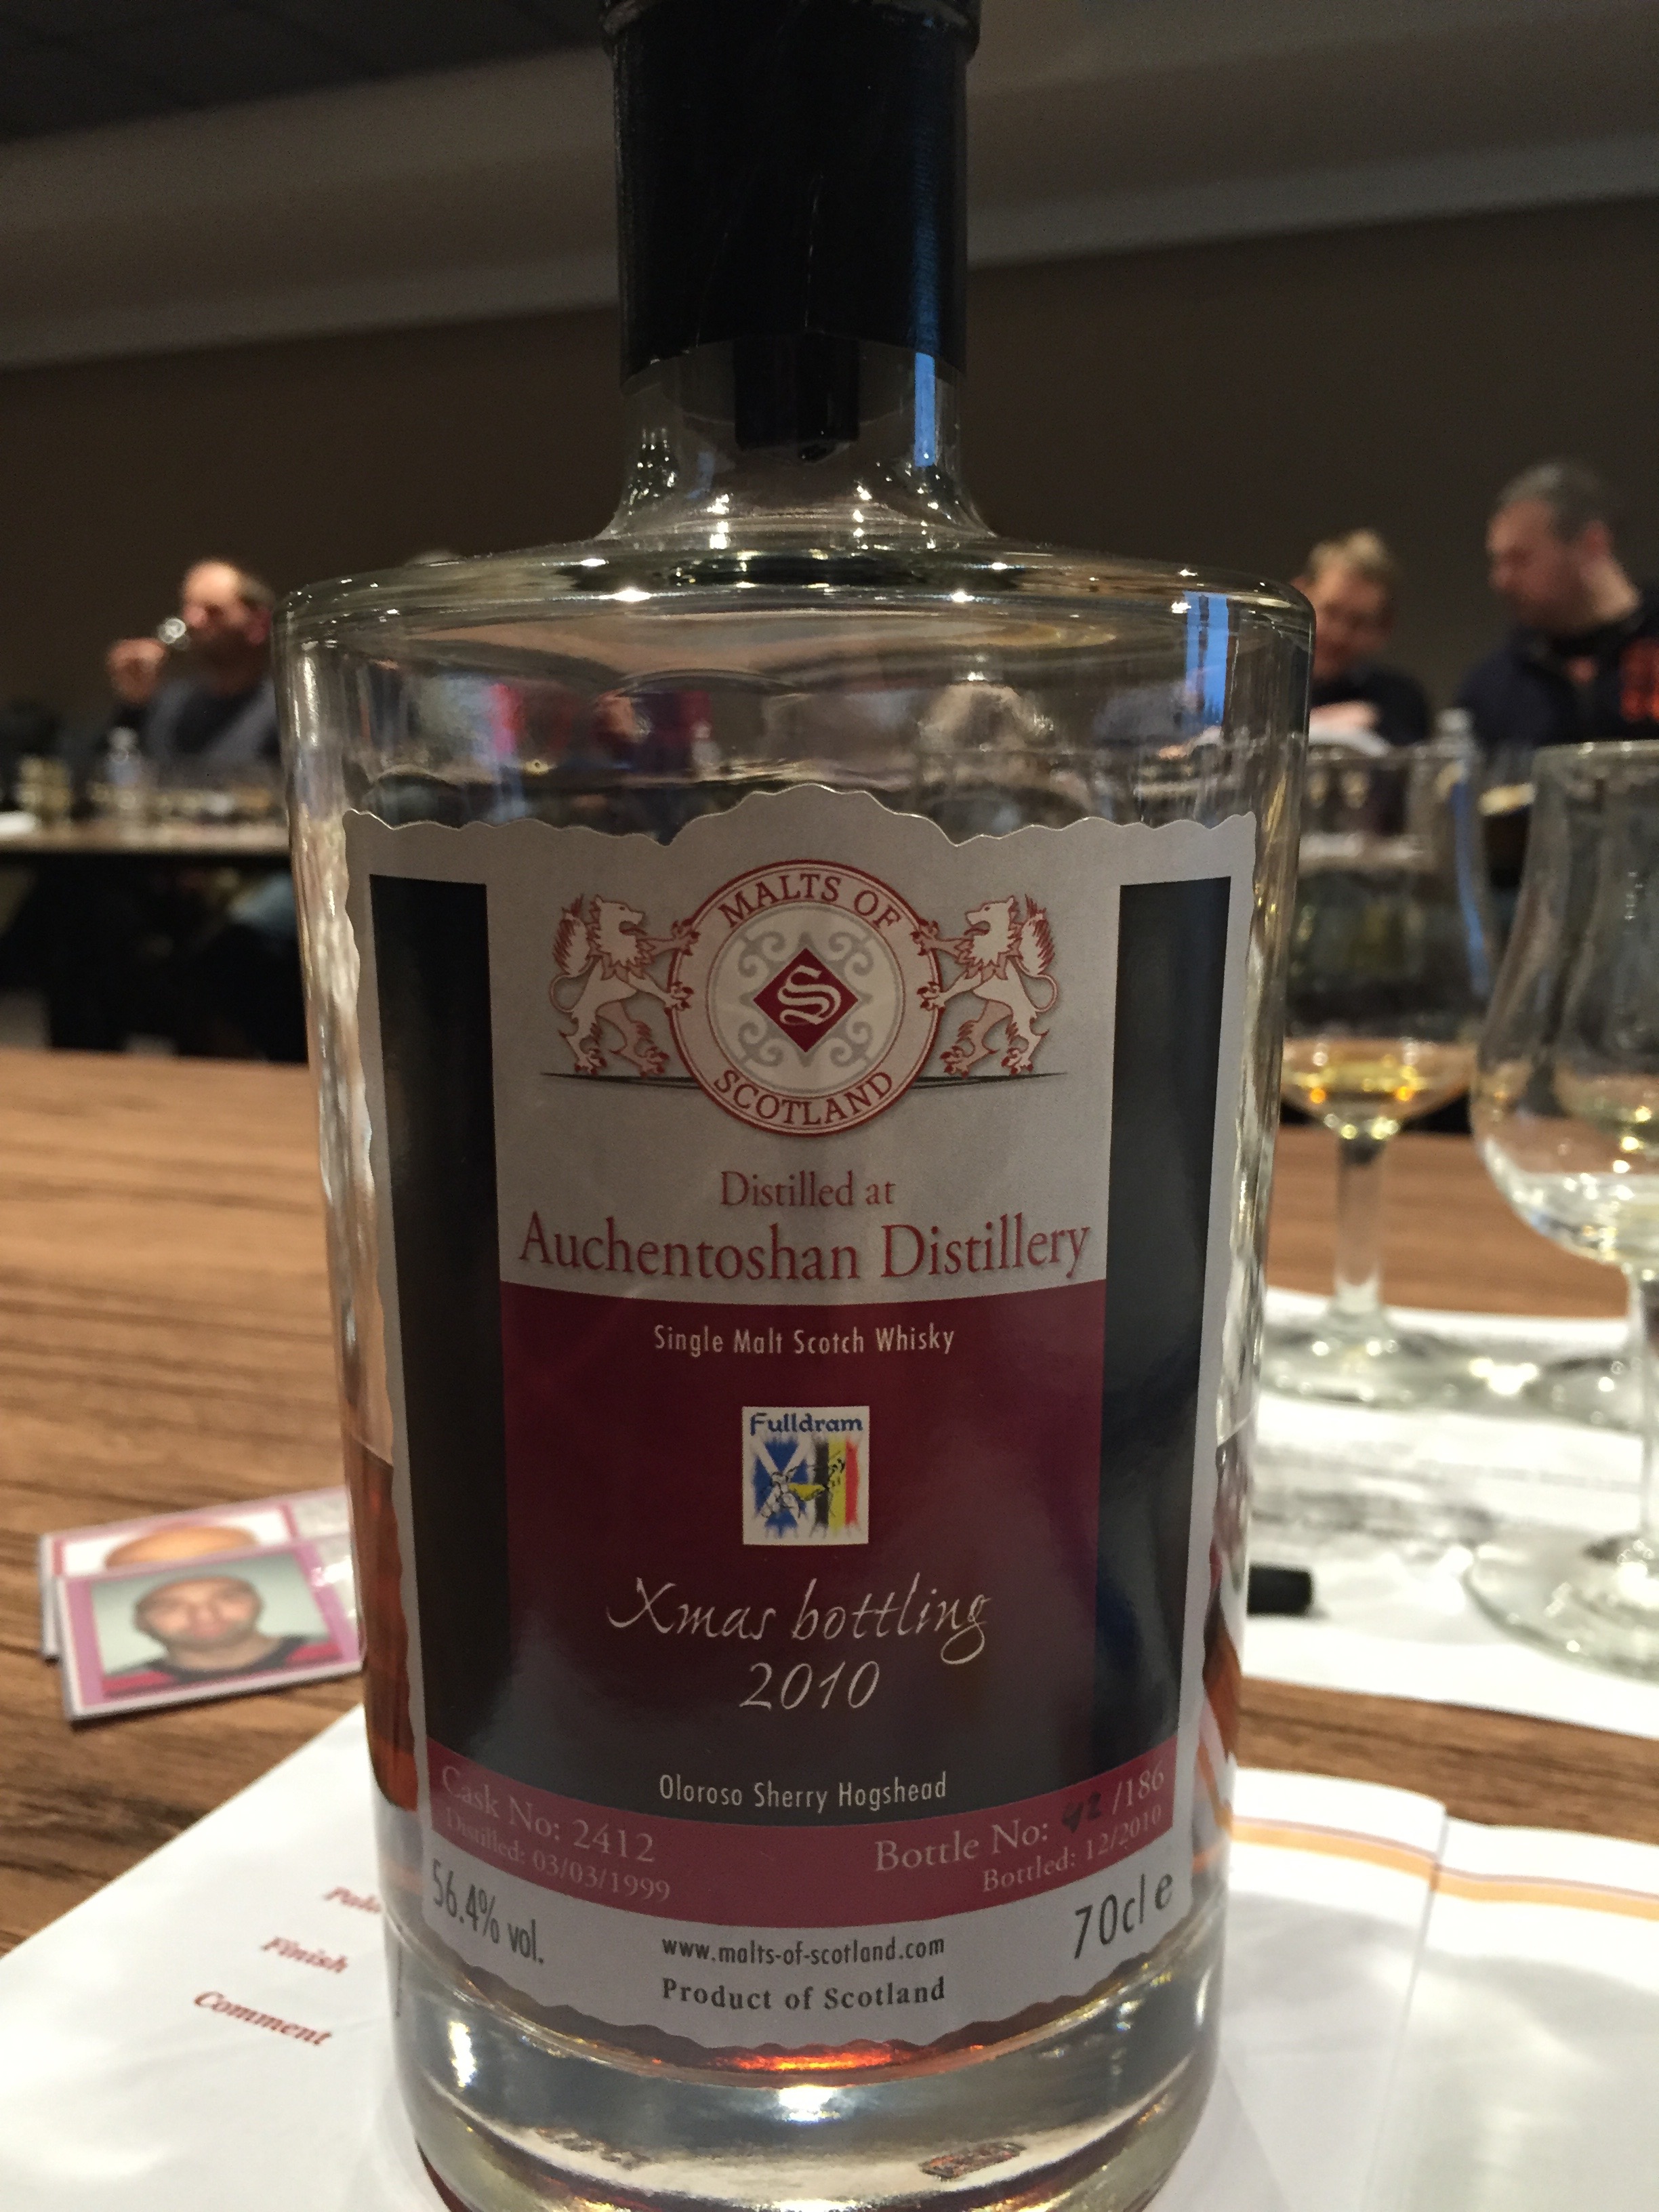 MALTS OF
SCOTLAND
S
Distilled at
Auchentoshan Distillery
Single Malt Scotch Whisky
Fulldram
Xmas bottling
2010
Oloroso Sherry Hogshead
Cask No: 2412
Distilled: 03/03/1999
Bottle No: 42 /186
Bottled: 12/2010
56.4% vol.
70cl e
www.malts-of-scotland.com
Product of Scotland
Finish
Comment